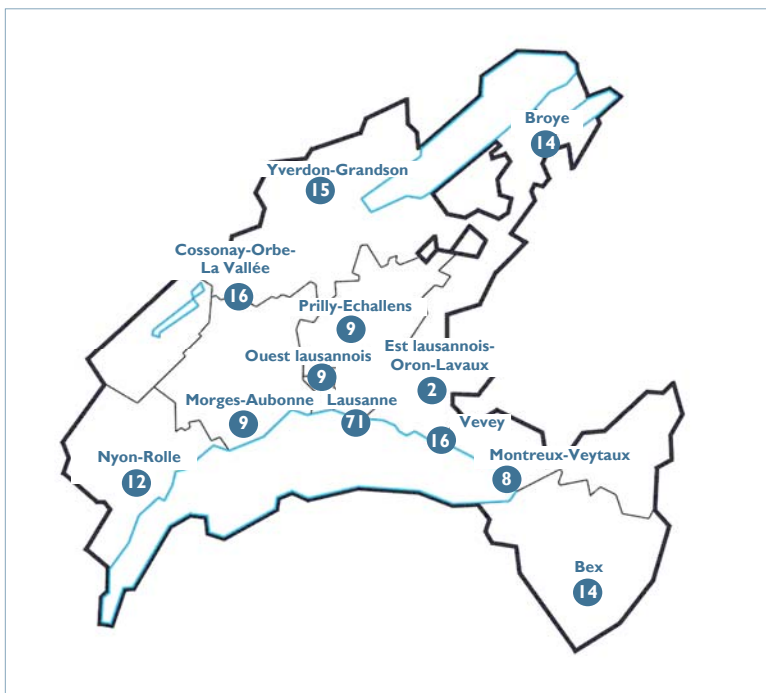 Broye
14
Yverdon-Grandson
15
Cossonay-Orbe-
La Vallée
16
Prilly-Echallens
9
Ouest lausannois
9
Est lausannois-
Oron-Lavaux
2
Morges-Aubonne
9
Lausanne
71
Vevey
16
Nyon-Rolle
12
Montreux-Veytaux
8
Bex
14